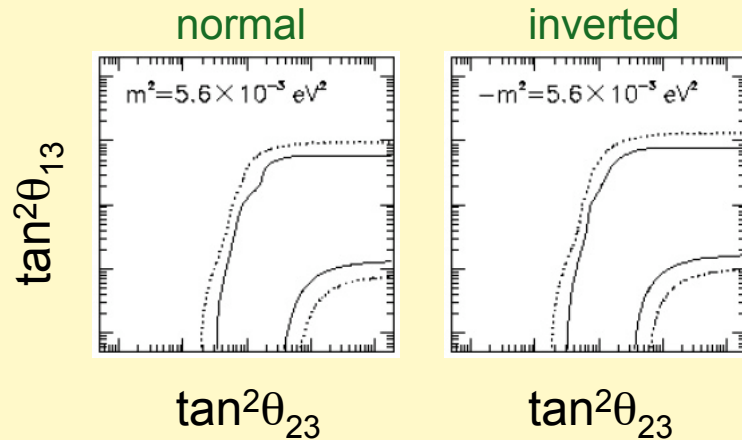 normal
inverted
m²=5.6×10⁻³ eV²
−m²=5.6×10⁻³ eV²
tan²θ₁₃
tan²θ₂₃
tan²θ₂₃